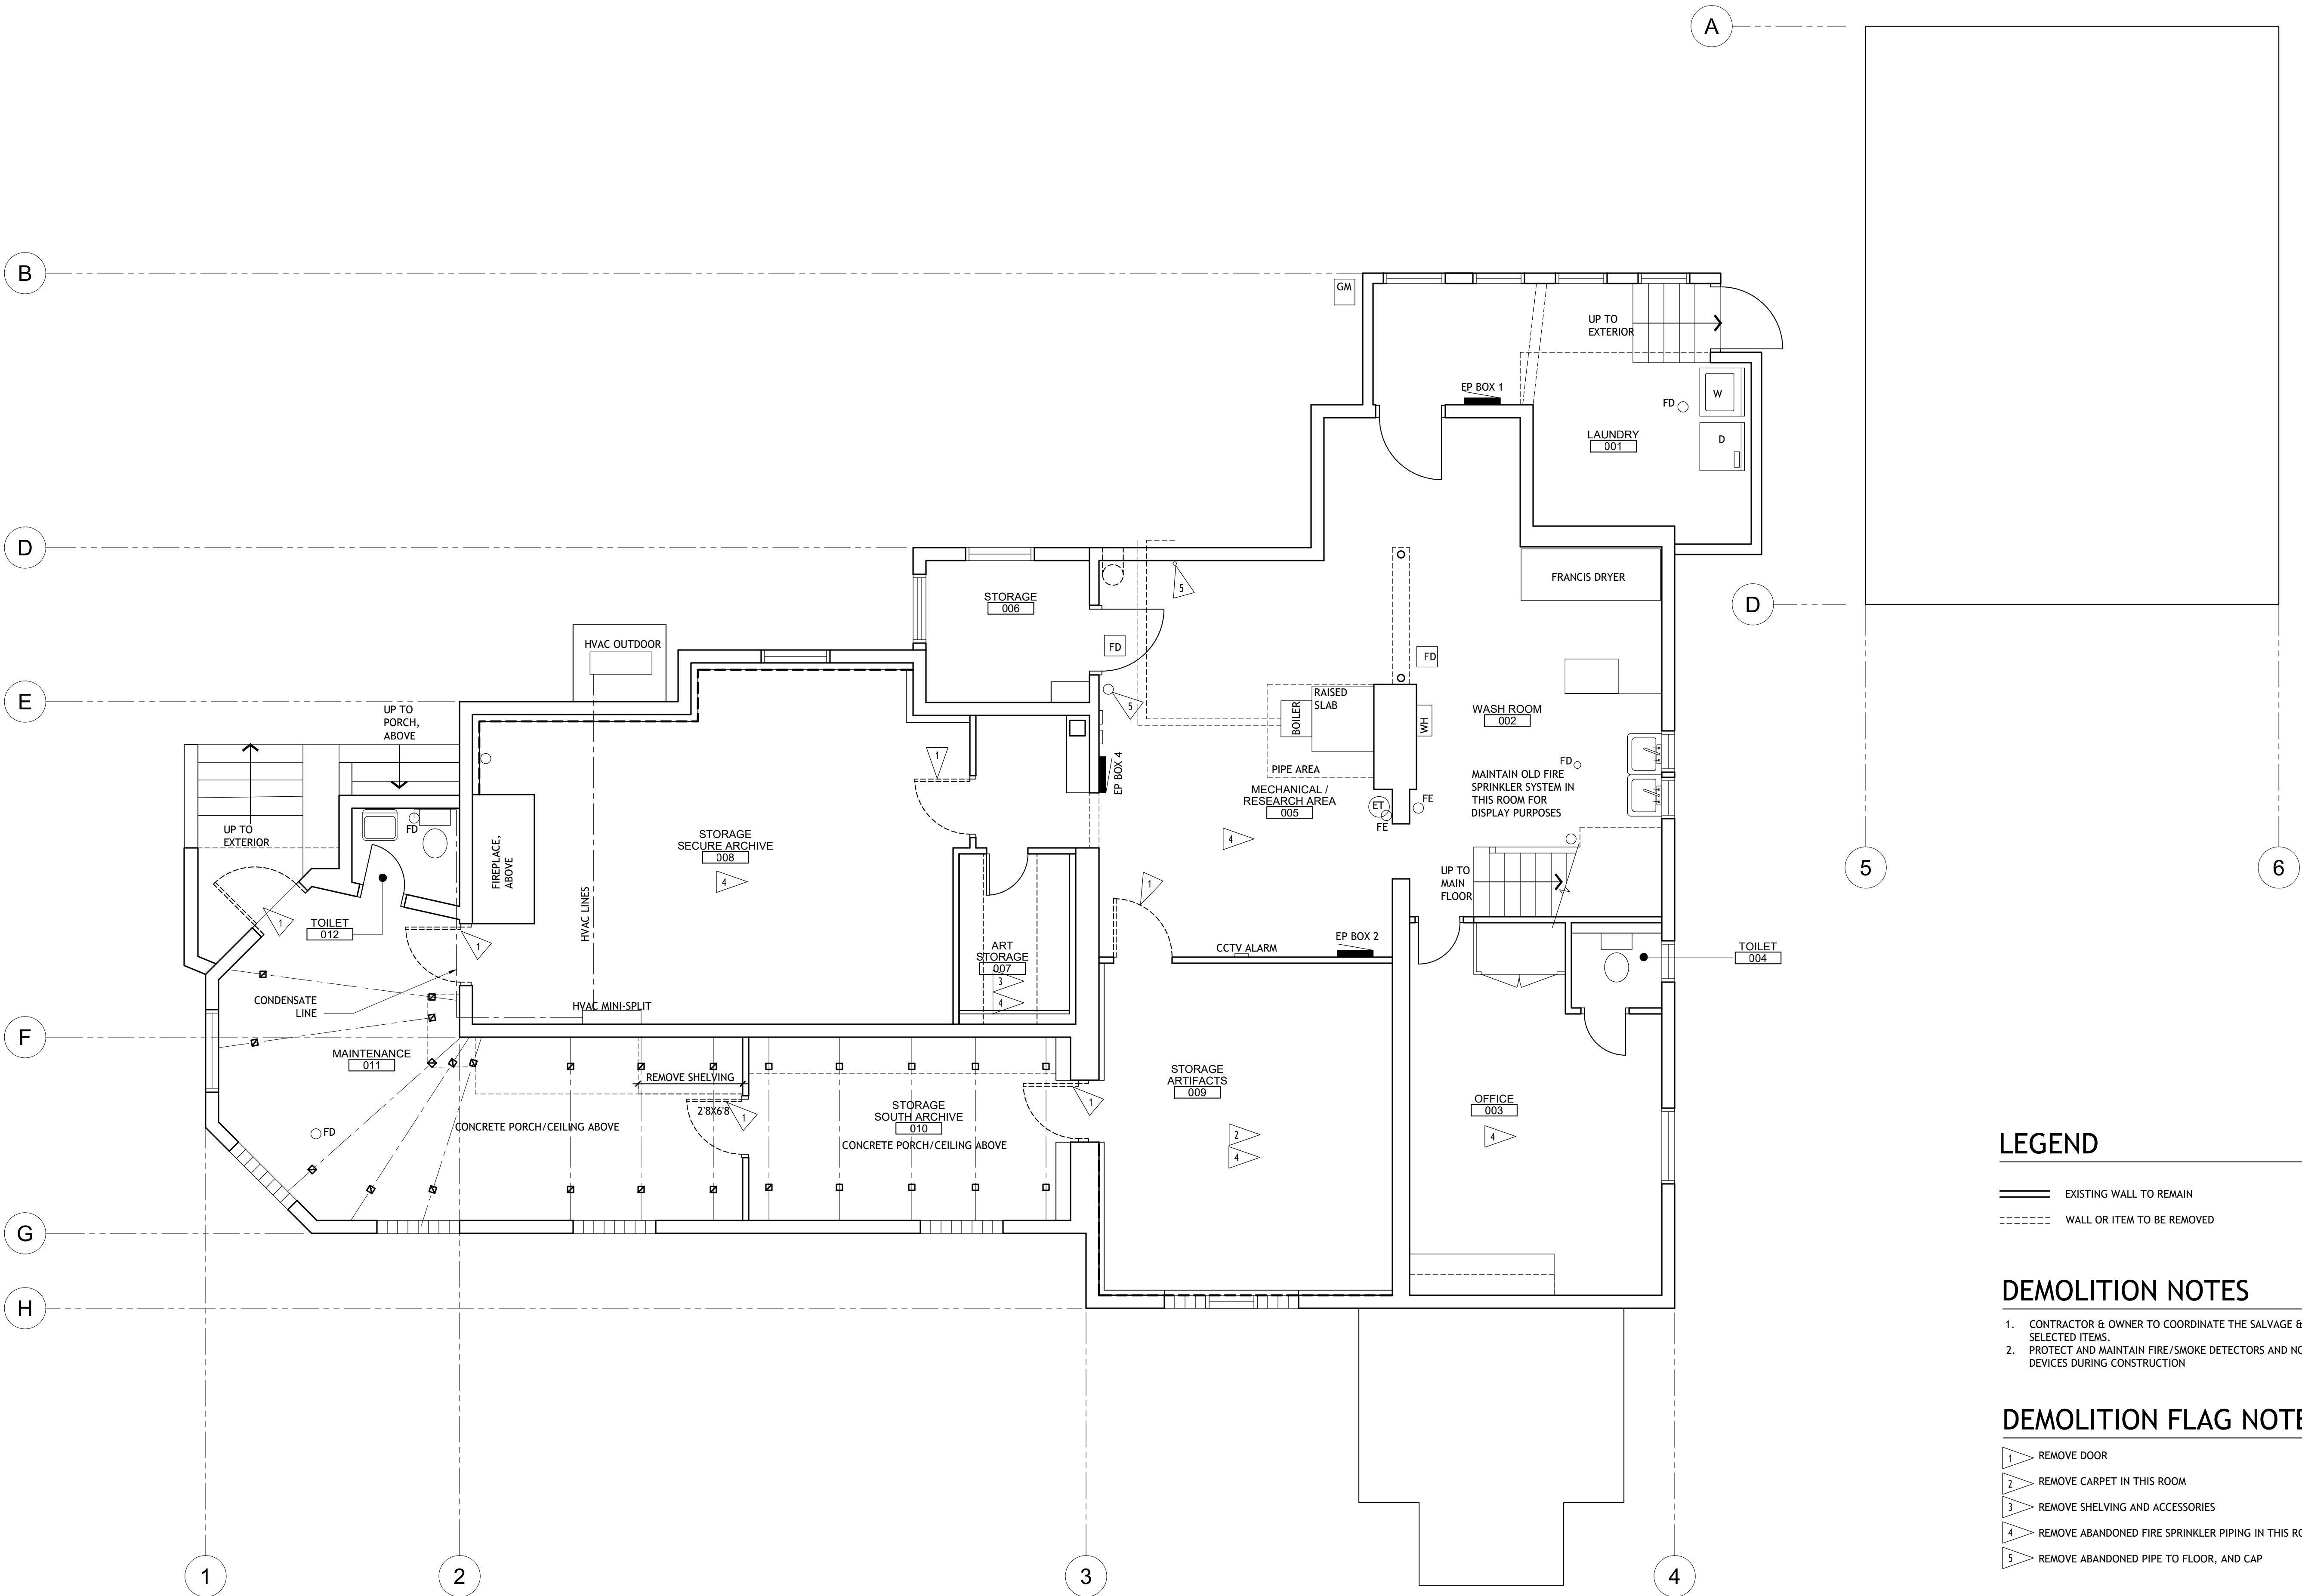 A
B
GM
UP TO
EXTERIOR
EP BOX 1
FD
W
D
LAUNDRY
001
D
D
STORAGE
006
5
FRANCIS DRYER
FD
FD
HVAC OUTDOOR
E
UP TO
PORCH,
ABOVE
5
RAISED
SLAB
BOILER
WH
WASH ROOM
002
1
EP BOX 4
PIPE AREA
FD
MAINTAIN OLD FIRE
SPRINKLER SYSTEM IN
THIS ROOM FOR
DISPLAY PURPOSES
MECHANICAL /
RESEARCH AREA
005
ET
FE
FE
4
UP TO
EXTERIOR
FD
FIREPLACE,
ABOVE
STORAGE
SECURE ARCHIVE
008
4
HVAC LINES
UP TO
MAIN
FLOOR
5
6
1
1
TOILET
012
1
ART
STORAGE
007
3
4
CCTV ALARM
EP BOX 2
TOILET
004
CONDENSATE
LINE
HVAC MINI-SPLIT
F
MAINTENANCE
011
REMOVE SHELVING
2'8X6'8
1
STORAGE
SOUTH ARCHIVE
010
1
STORAGE
ARTIFACTS
009
OFFICE
003
FD
CONCRETE PORCH/CEILING ABOVE
CONCRETE PORCH/CEILING ABOVE
2
4
4
G
H
1
2
3
4
LEGEND
EXISTING WALL TO REMAIN
WALL OR ITEM TO BE REMOVED
DEMOLITION NOTES
1. CONTRACTOR & OWNER TO COORDINATE THE SALVAGE &
SELECTED ITEMS.
2. PROTECT AND MAINTAIN FIRE/SMOKE DETECTORS AND
DEVICES DURING CONSTRUCTION
DEMOLITION FLAG
1 REMOVE DOOR
2 REMOVE CARPET IN THIS ROOM
3 REMOVE SHELVING AND ACCESSORIES
4 REMOVE ABANDONED FIRE SPRINKLER PIPING IN THIS
5 REMOVE ABANDONED PIPE TO FLOOR, AND CAP